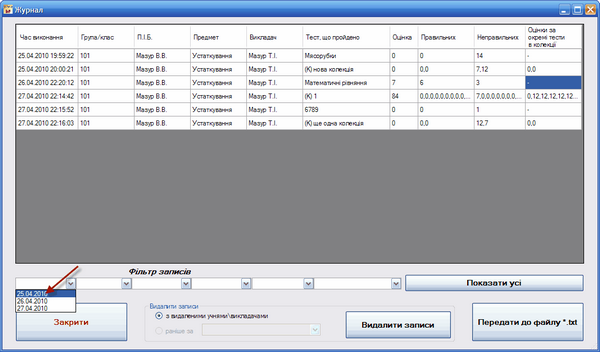 Журнал
Час виконання Група/клас П.І.Б. Предмет Викладач Тест, що пройдено Оцінка Правильних Неправильних Оцінки за окремі тести в колекції
25.04.2010 19:59:22 101 Мазур В.В. Устаткування Мазур Т.І. Мясорубки 0 0 14 -
25.04.2010 20:00:21 101 Мазур В.В. Устаткування Мазур Т.І. (К) нова колекція 0 0.0 7,12 0.0
26.04.2010 22:20:12 101 Мазур В.В. Устаткування Мазур Т.І. Математичні рівняння 7 6 3 -
27.04.2010 22:14:42 101 Мазур В.В. Устаткування Мазур Т.І. (К) 1 84 0,0,0,0,0,0,0,0,... 7,0,0,0,0,0,0,0,... 0,12,12,12,12,12...
27.04.2010 22:15:52 101 Мазур В.В. Устаткування Мазур Т.І. 6789 0 0 1 -
27.04.2010 22:16:03 101 Мазур В.В. Устаткування Мазур Т.І. (К) ще одна колекція 0 0.0 12,7 0.0
Фільтр записів
Показати усі
25.04.2010
26.04.2010
27.04.2010
Закрити
Видалити записи
з видаленими учнями\викладачами
раніше за
Видалити записи
Передати до файлу *.txt